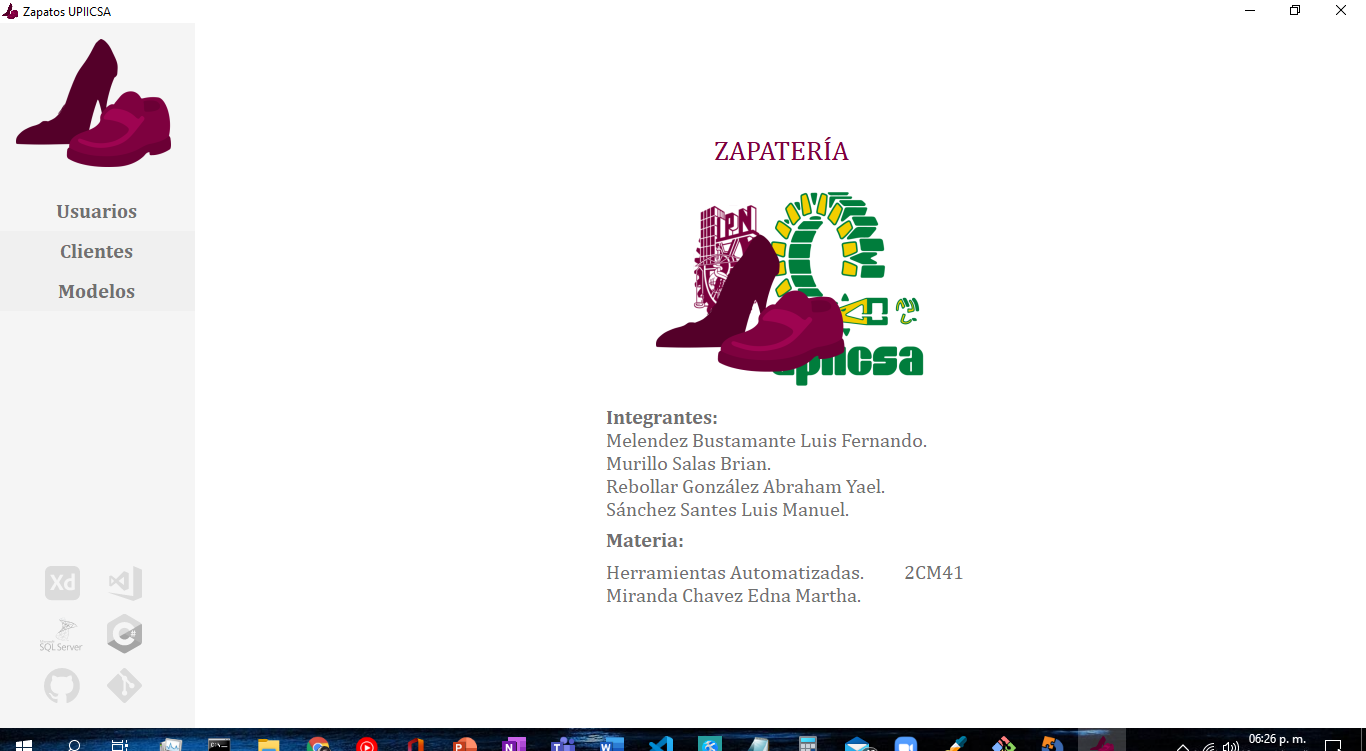 Zapatos UPIICSA
Usuarios
Clientes
Modelos
Xd
SQL Server
C#
ZAPATERÍA
IPN
upiicsa
Integrantes:
Melendez Bustamante Luis Fernando.
Murillo Salas Brian.
Rebollar González Abraham Yael.
Sánchez Santes Luis Manuel.
Materia:
Herramientas Automatizadas. 2CM41
Miranda Chavez Edna Martha.
06:26 p. m.